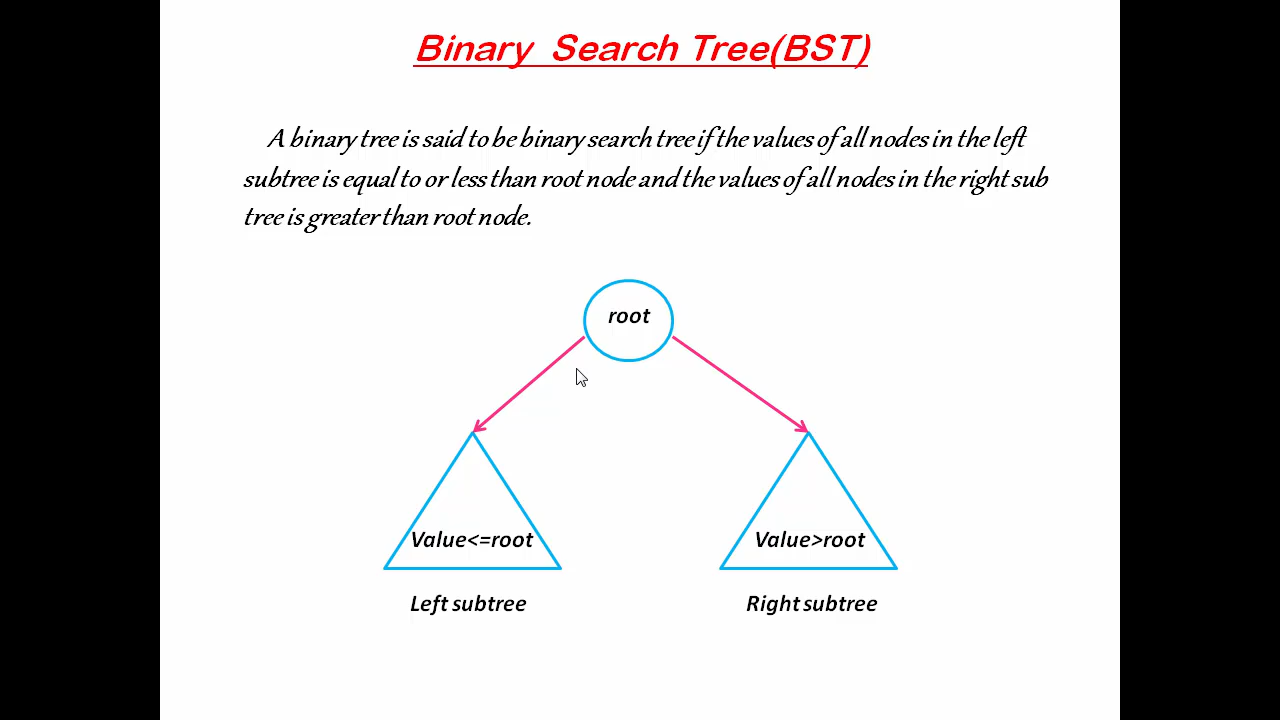 Binary Search Tree(BST)
A binary tree is said to be binary search tree if the values of all nodes in the left
subtree is equal to or less than root node and the values of all nodes in the right sub
tree is greater than root node.
root
Value<=root Value>root
Left subtree Right subtree